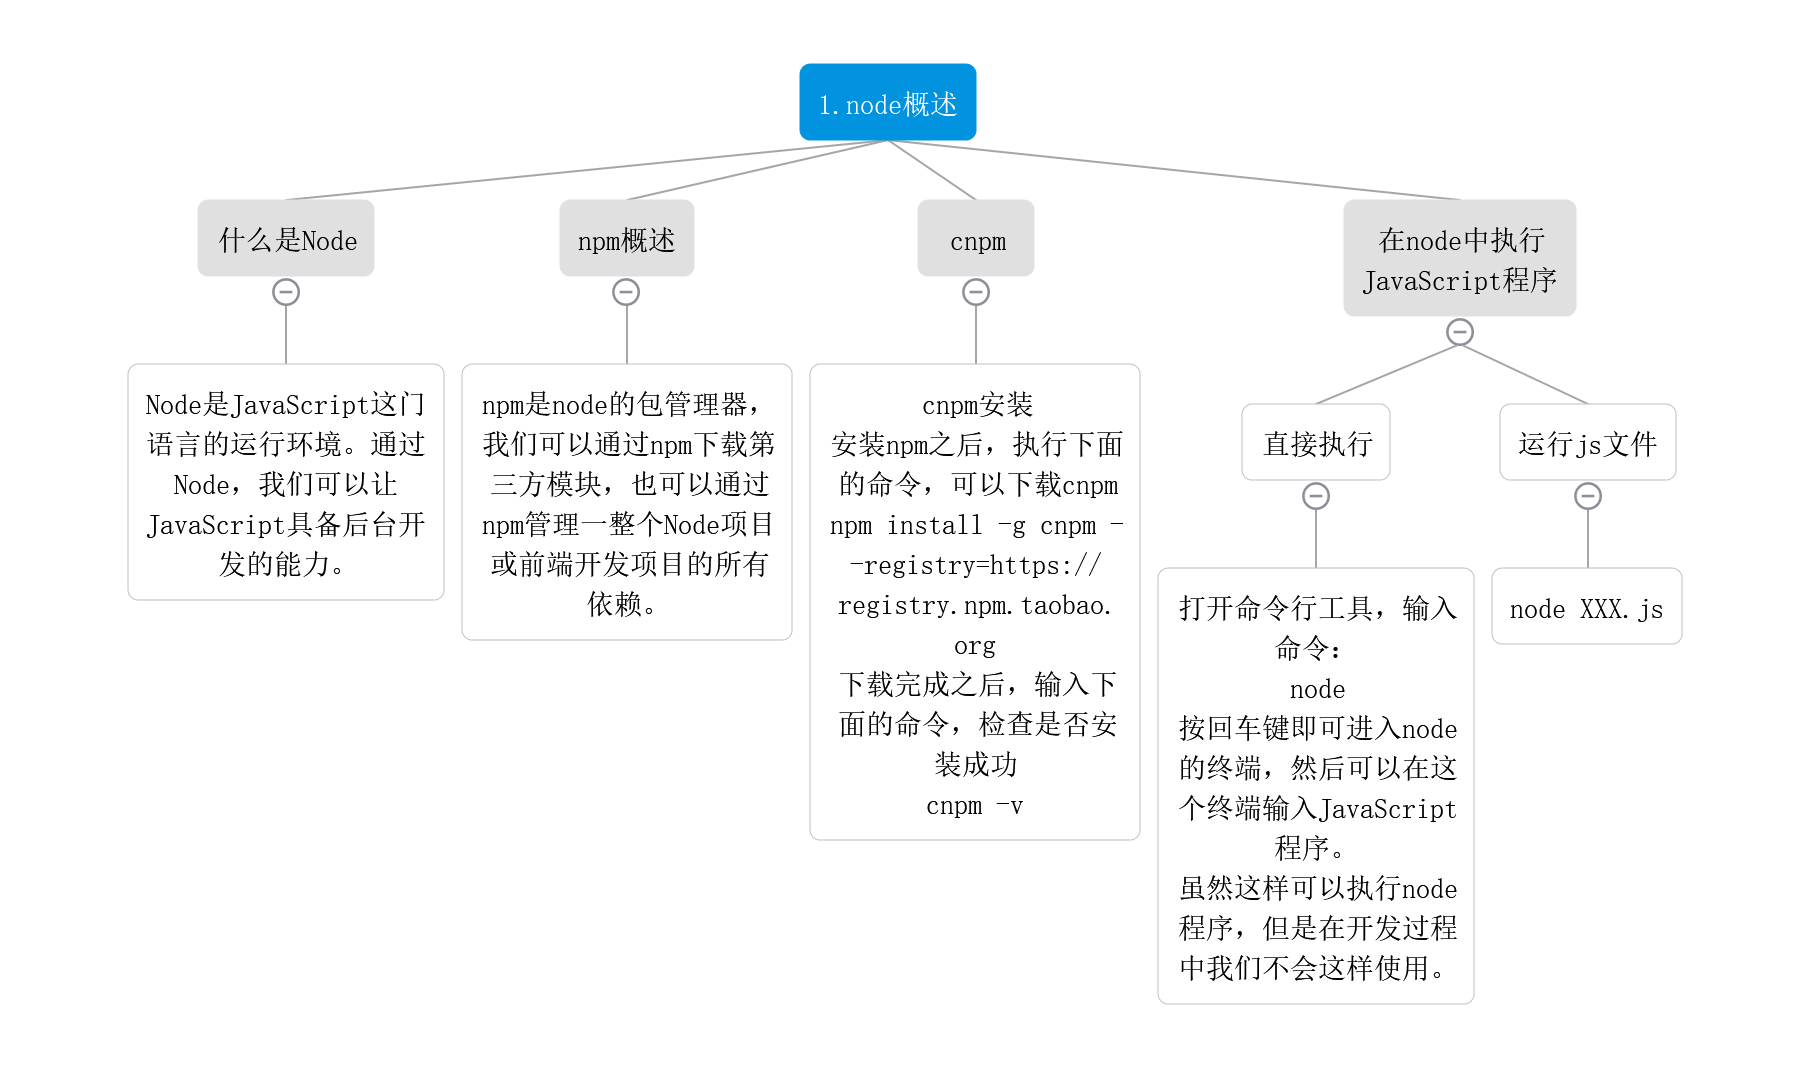 1.node概述
什么是Node
npm概述
cnpm
在node中执行
JavaScript程序
Node是JavaScript这门
语言的运行环境。通过
Node，我们可以让
JavaScript具备后台开
发的能力。
npm是node的包管理器，
我们可以通过npm下载第
三方模块，也可以通过
npm管理一整个Node项目
或前端开发项目的所有
依赖。
cnpm安装
安装npm之后，执行下面
的命令，可以下载cnpm
npm install -g cnpm -
-registry=https://
registry.npm.taobao.
org
下载完成之后，输入下
面的命令，检查是否安
装成功
cnpm -v
直接执行
打开命令行工具，输入
命令：
node
按回车键即可进入node
的终端，然后可以在这
个终端输入JavaScript
程序。
虽然这样可以执行node
程序，但是在开发过程
中我们不会这样使用。
运行js文件
node XXX.js